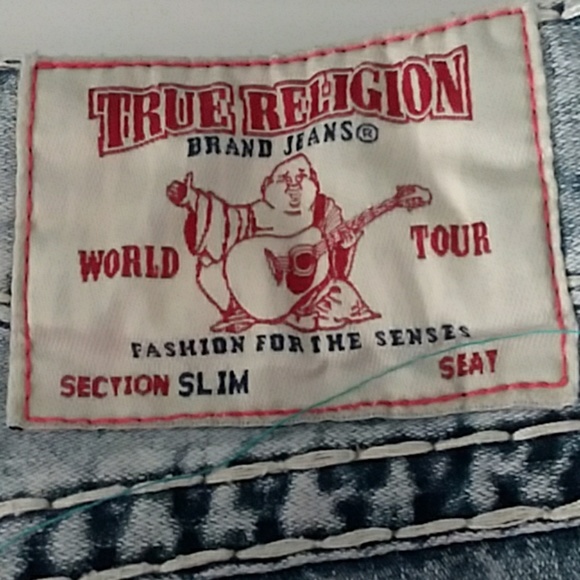 TRUE RELIGION
BRAND JEANS®
WORLD TOUR
FASHION FOR THE SENSES
SECTION SLIM SEAT